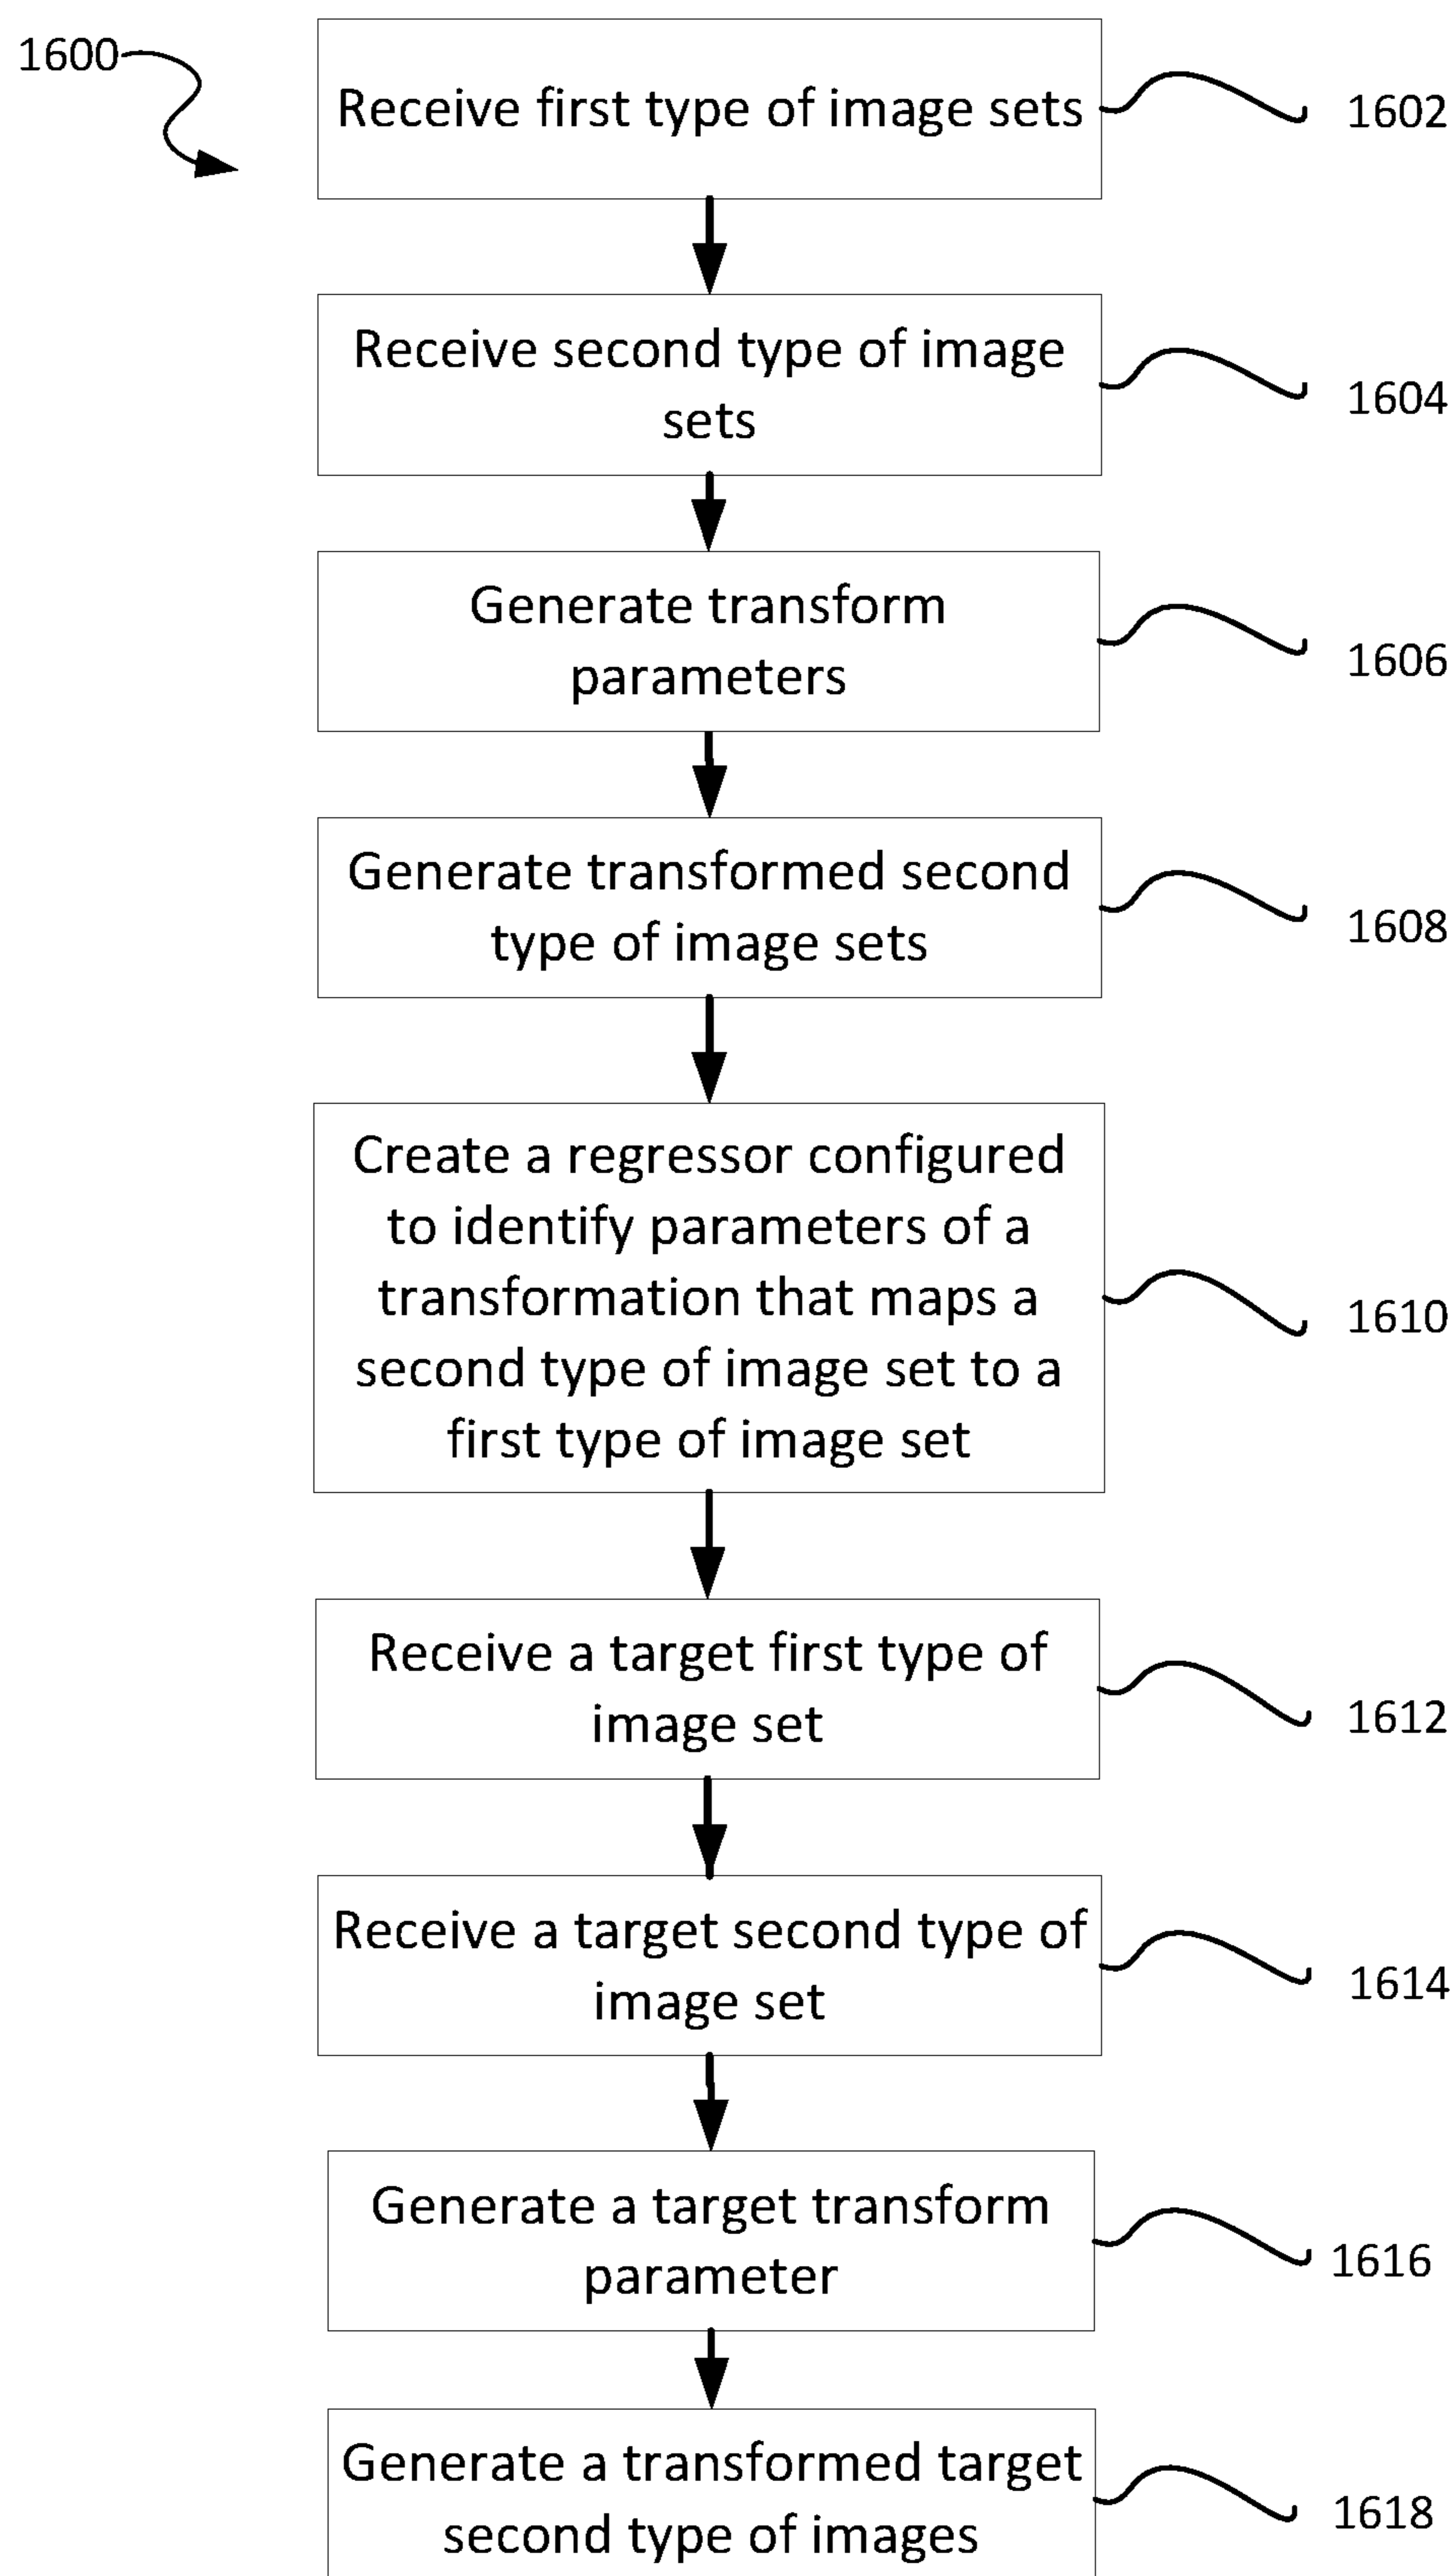 1600
Receive first type of image sets
1602
Receive second type of image
sets
1604
Generate transform
parameters
1606
Generate transformed second
type of image sets
1608
Create a regressor configured
to identify parameters of a
transformation that maps a
second type of image set to a
first type of image set
1610
Receive a target first type of
image set
1612
Receive a target second type of
image set
1614
Generate a target transform
parameter
1616
Generate a transformed target
second type of images
1618